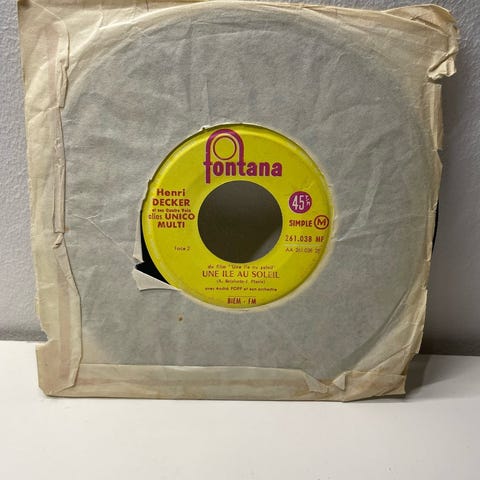 fontana
Henri
DECKER
et ses Quatre Voix
alias UNICO
MULTI
45 T/M
SIMPLE M
261.038 MF
Face 2
du film "Une île au soleil"
UNE ILE AU SOLEIL
avec André POPP et son orchestre
BIEM - FM